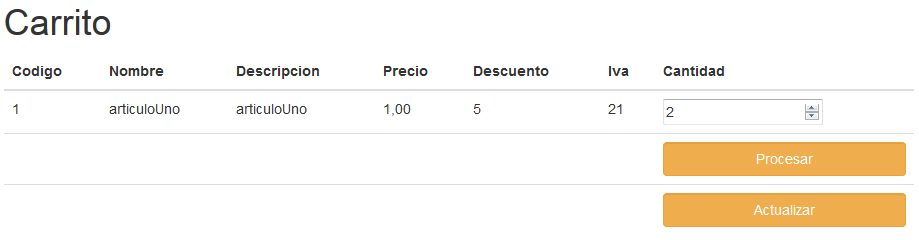 Carrito
Codigo Nombre Descripcion Precio Descuento Iva Cantidad
1 articuloUno articuloUno 1,00 5 21 2
Procesar
Actualizar